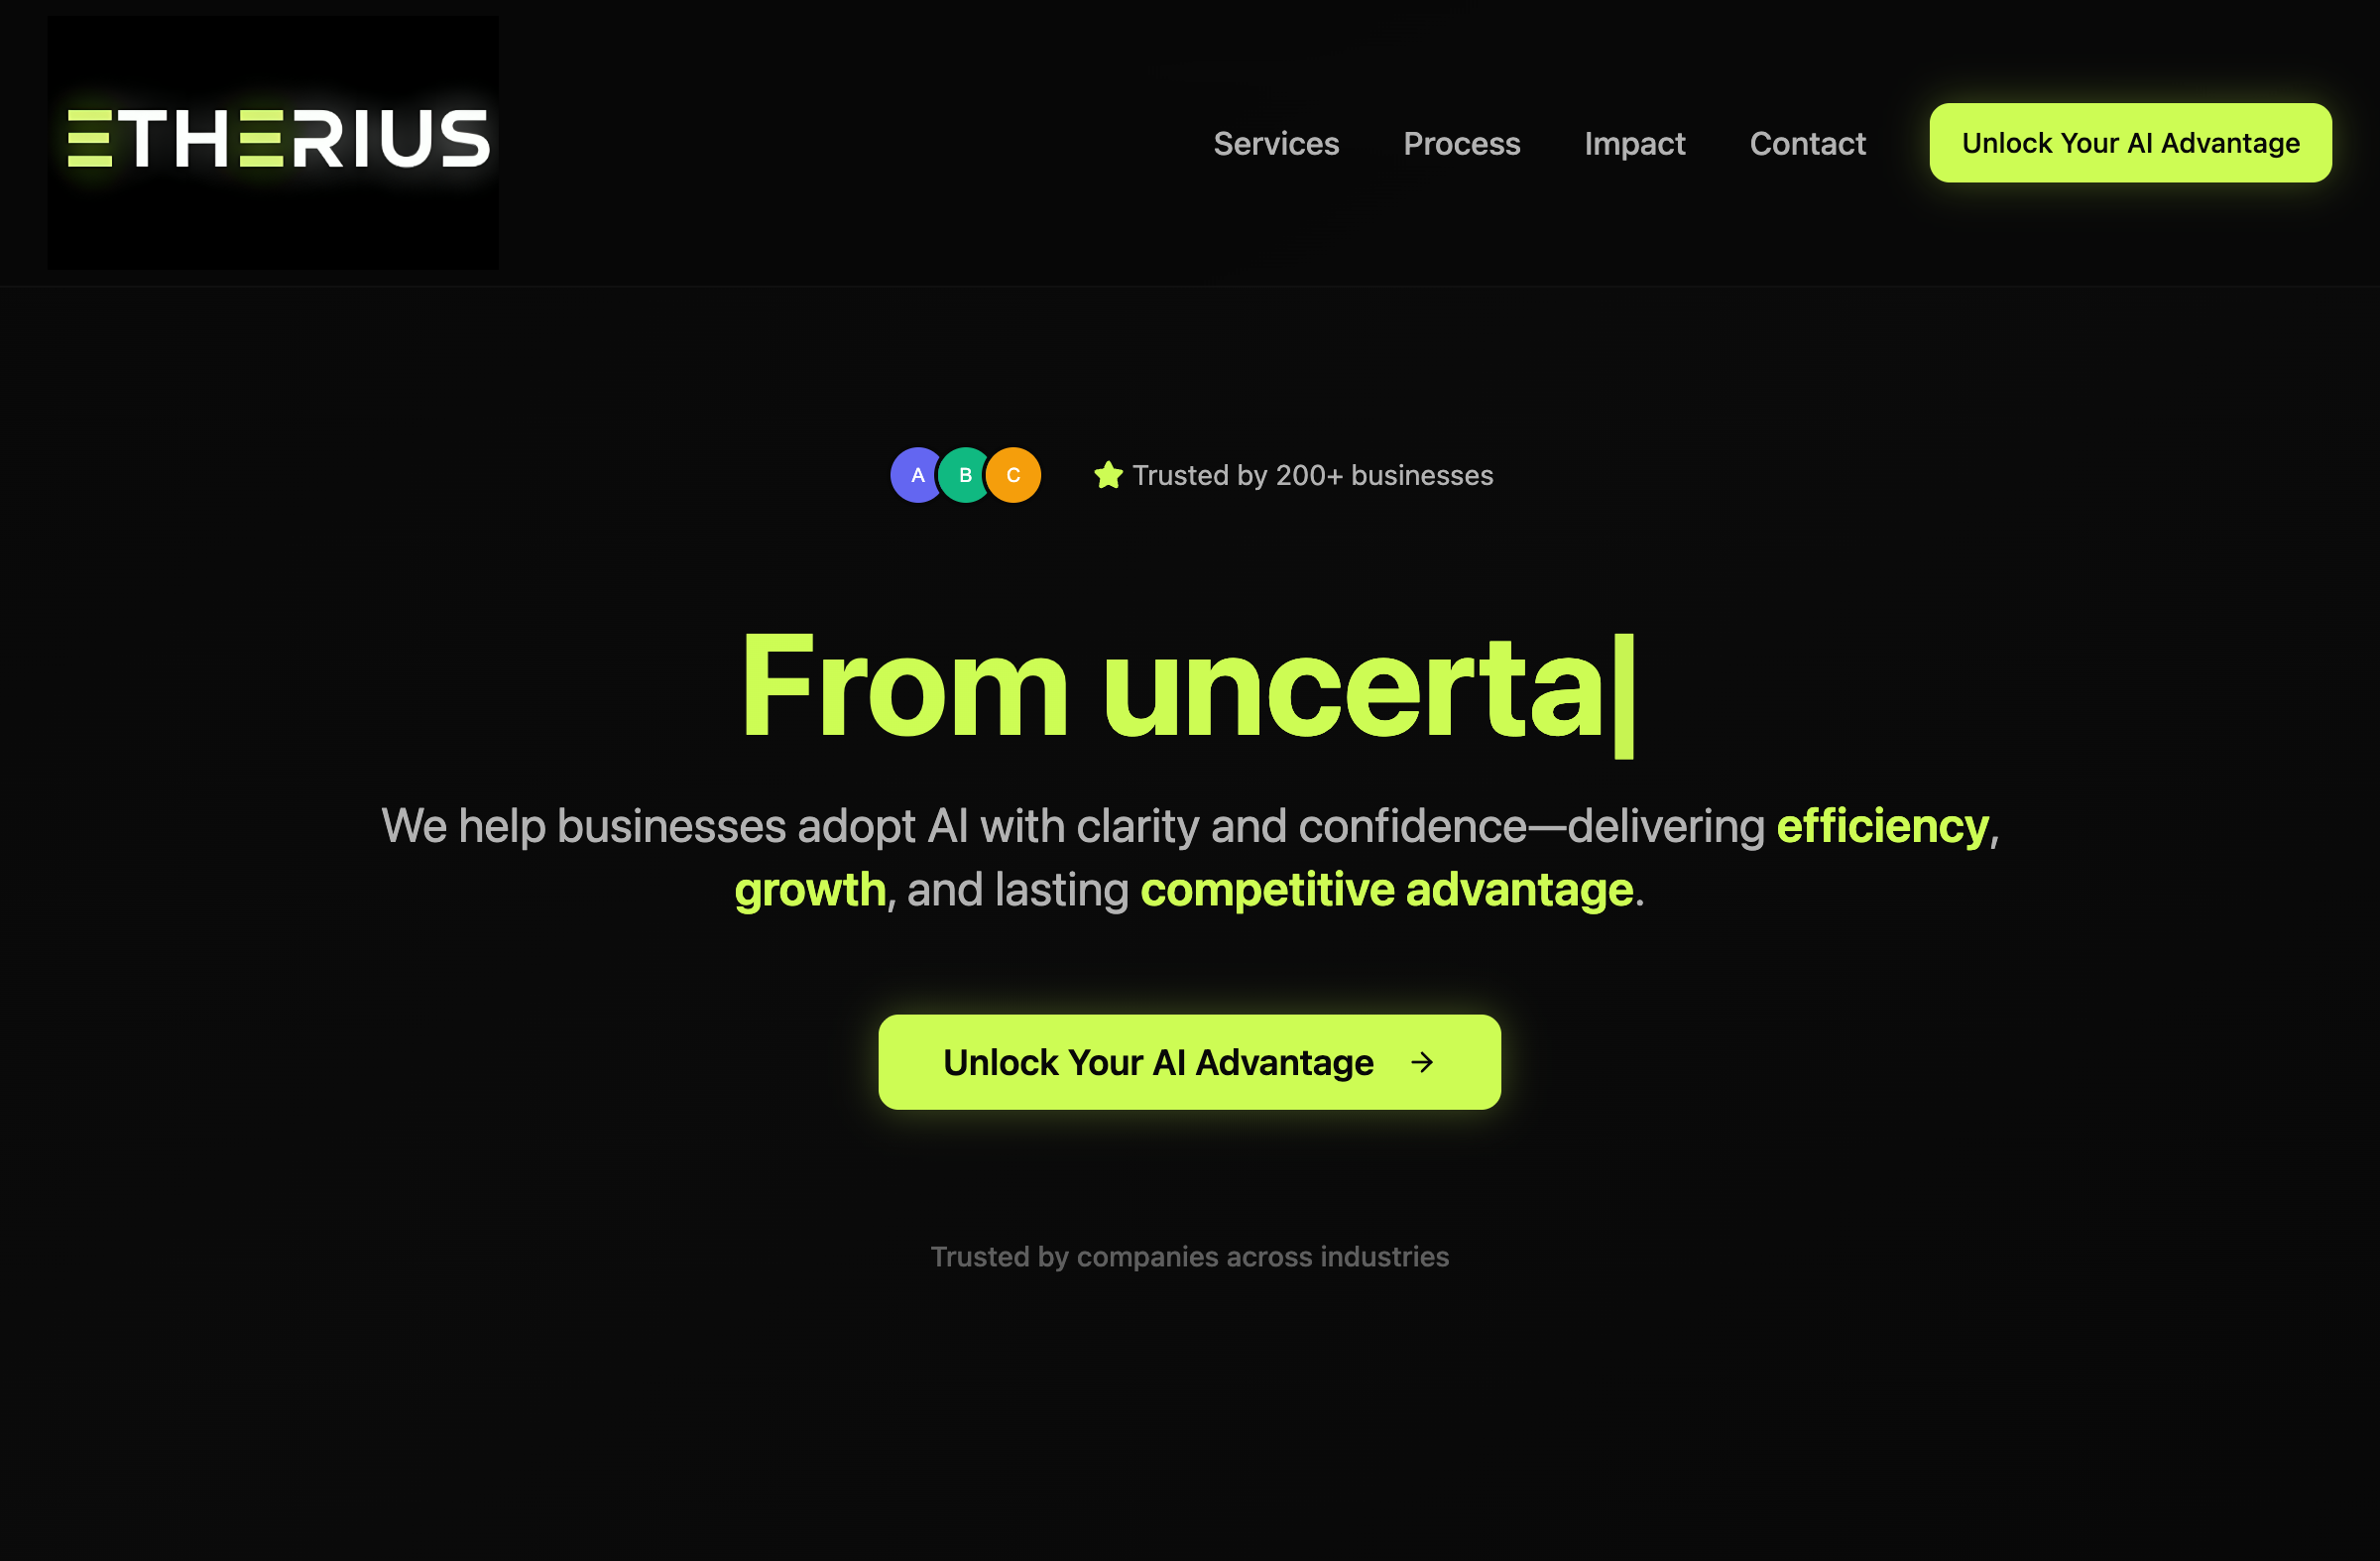 ETHERIUS
Services
Process
Impact
Contact
Unlock Your AI Advantage
A
B
C
Trusted by 200+ businesses
From uncerta|
We help businesses adopt AI with clarity and confidence—delivering efficiency,
growth, and lasting competitive advantage.
Unlock Your AI Advantage →
Trusted by companies across industries